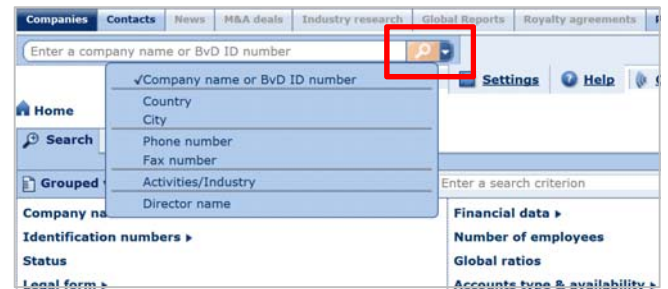 Companies Contacts News M&A deals Industry research Global Reports Royalty agreements
Enter a company name or BvD ID number
√Company name or BvD ID number
Country
City
Phone number
Fax number
Activities/Industry
Director name
Settings Help
Home
Search
Grouped
Enter a search criterion
Company na
Identification numbers ▸
Status
Legal form ▸
Financial data ▸
Number of employees
Global ratios
Accounts type & availability ▸